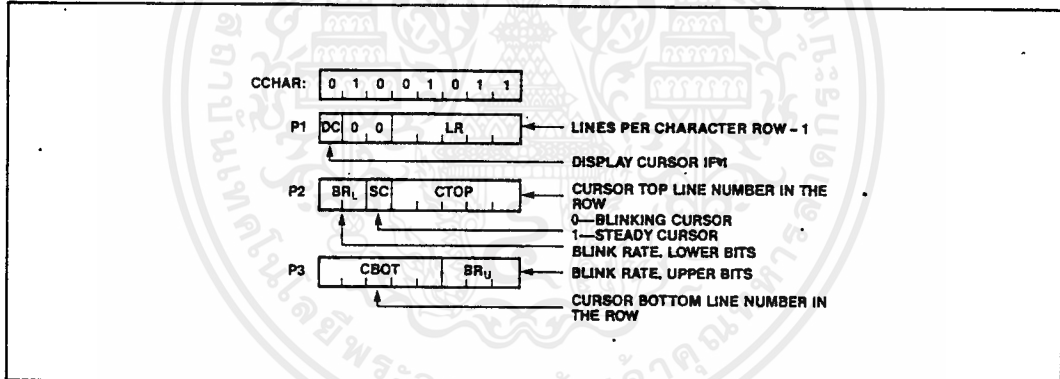 CCHAR: 0 1 0 0 1 0 1 1
P1 DC 0 0 LR LINES PER CHARACTER ROW – 1
DISPLAY CURSOR IF 1
P2 BRL SC CTOP CURSOR TOP LINE NUMBER IN THE
ROW
0—BLINKING CURSOR
1—STEADY CURSOR
BLINK RATE, LOWER BITS
P3 CBOT BRU BLINK RATE, UPPER BITS
CURSOR BOTTOM LINE NUMBER IN
THE ROW